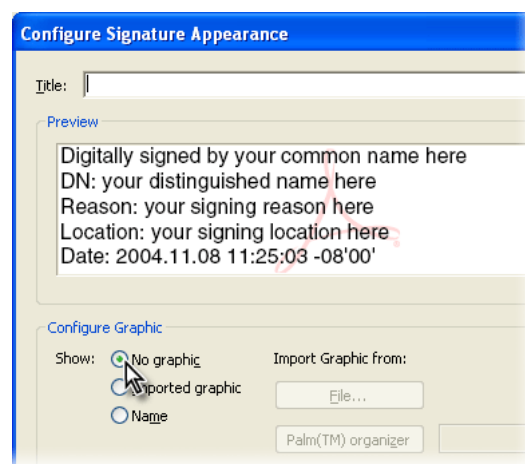 Configure Signature Appearance
Title:
Preview
Digitally signed by your common name here
DN: your distinguished name here
Reason: your signing reason here
Location: your signing location here
Date: 2004.11.08 11:25:03 -08'00'
Configure Graphic
Show: No graphic Import Graphic from:
Imported graphic File...
Name
Palm(TM) organizer